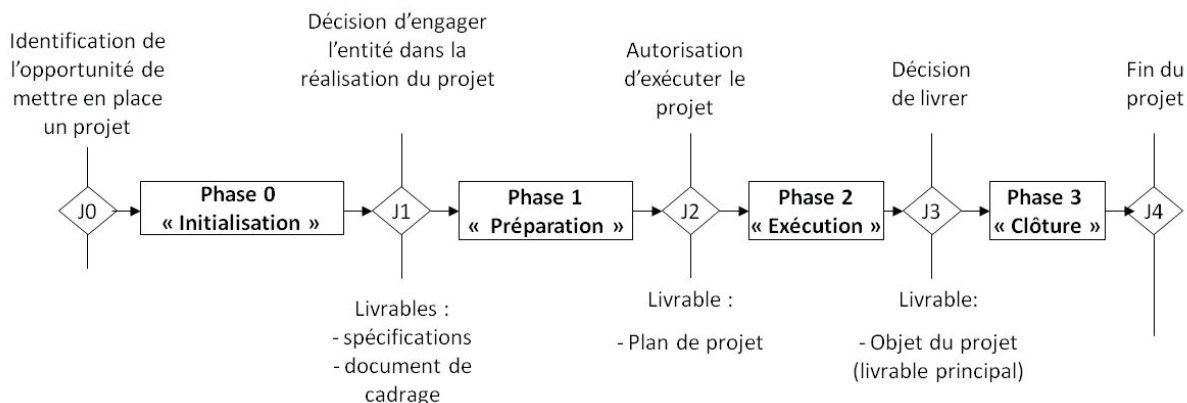 Identification de
l’opportunité de
mettre en place
un projet
Décision d’engager
l’entité dans la
réalisation du projet
Autorisation
d’exécuter le
projet
Décision
de livrer
Fin du
projet
J0
Phase 0
« Initialisation »
J1
Phase 1
« Préparation »
J2
Phase 2
« Exécution »
J3
Phase 3
« Clôture »
J4
Livrables :
- spécifications
- document de
cadrage
Livrable :
- Plan de projet
Livrable:
- Objet du projet
(livrable principal)